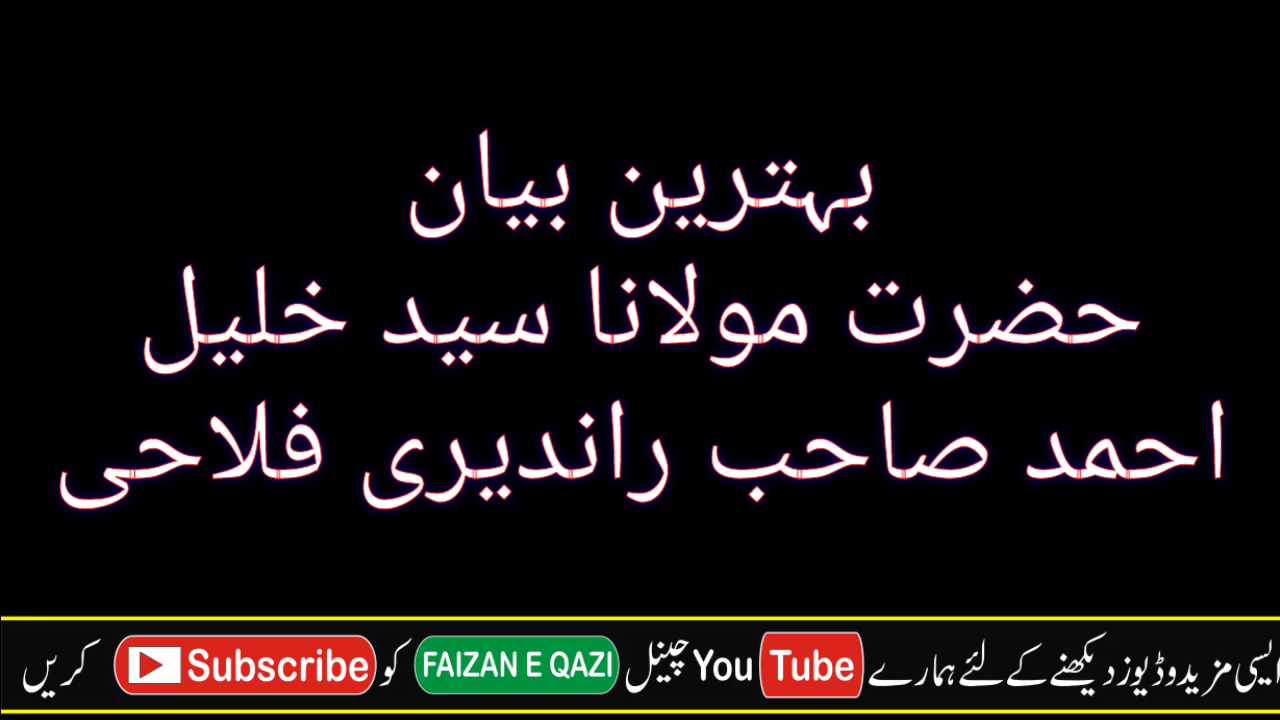 بہترین بیان
حضرت مولانا سید خلیل
احمد صاحب راندیری فلاحی
ایسی مزید وڈیوز دیکھنے کے لئے ہمارے You Tube چینل FAIZAN E QAZI کو Subscribe کریں